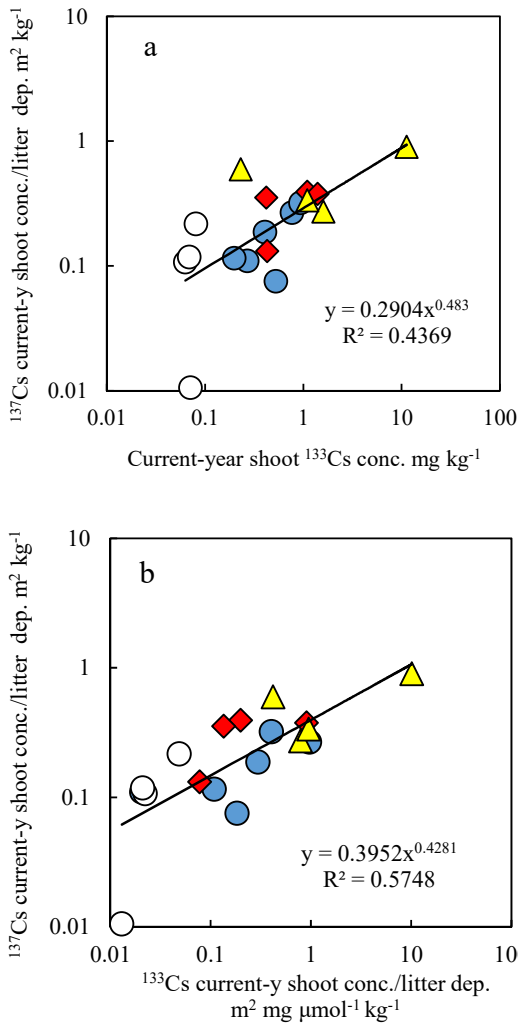 10
a
1
0.1
0.01
¹³⁷Cs current-y shoot conc./litter dep. m² kg⁻¹
y = 0.2904x^0.483
R² = 0.4369
0.01 0.1 1 10 100
Current-year shoot ¹³³Cs conc. mg kg⁻¹
10
b
1
0.1
0.01
¹³⁷Cs current-y shoot conc./litter dep. m² kg⁻¹
y = 0.3952x^0.4281
R² = 0.5748
0.01 0.1 1 10 10
¹³³Cs current-y shoot conc./litter dep.
m² mg μmol⁻¹ kg⁻¹